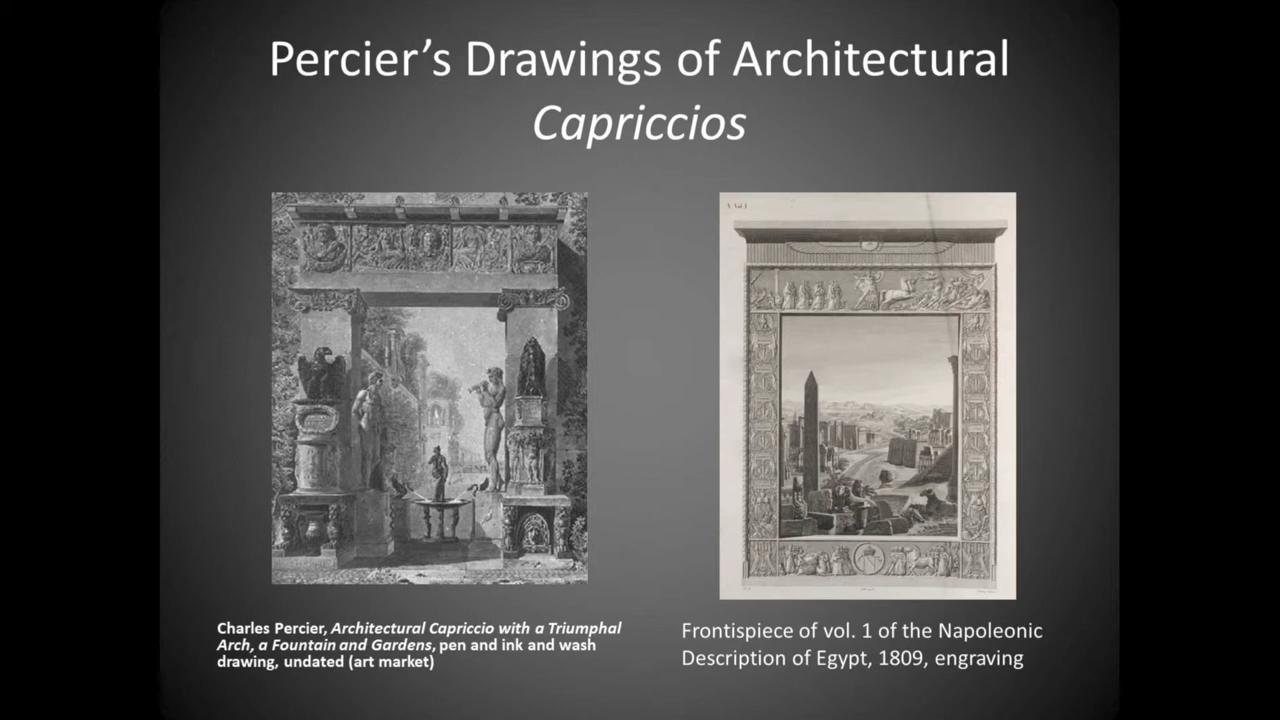 Percier's Drawings of Architectural
Capriccios
Charles Percier, Architectural Capriccio with a Triumphal
Arch, a Fountain and Gardens, pen and ink and wash
drawing, undated (art market)
Frontispiece of vol. 1 of the Napoleonic
Description of Egypt, 1809, engraving